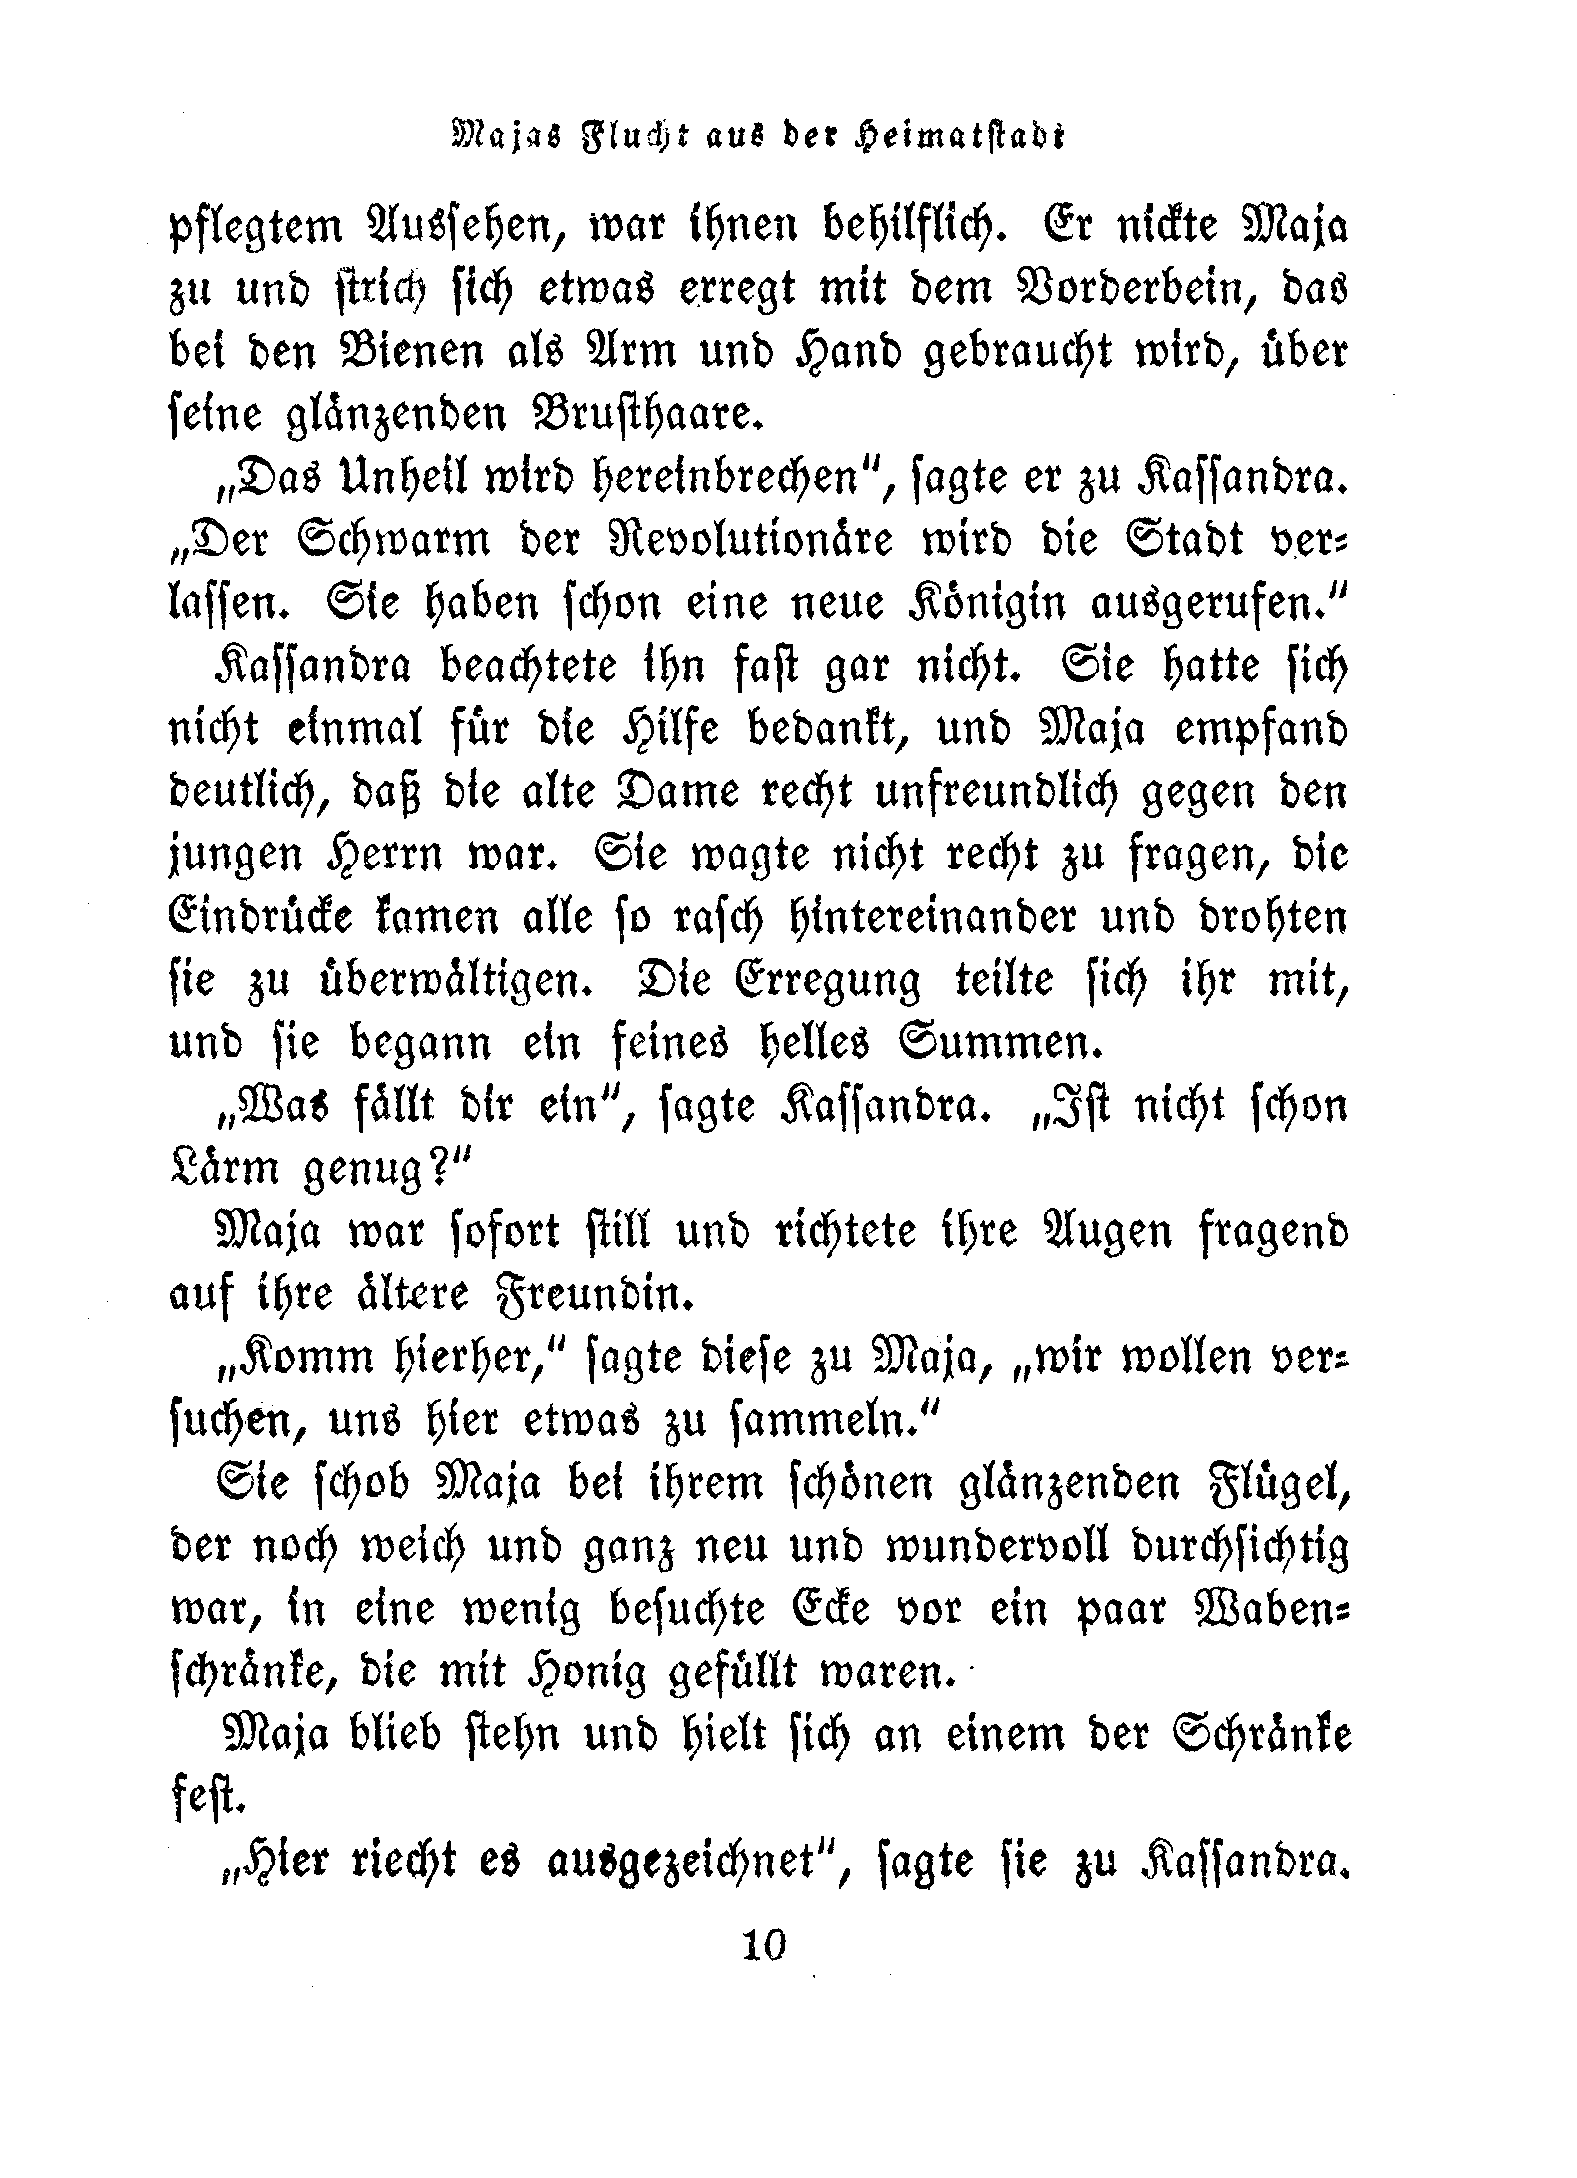 Majas Flucht aus der Heimatstadt
pflegtem Aussehen, war ihnen behilflich. Er nickte Maja
zu und strich sich etwas erregt mit dem Vorderbein, das
bei den Bienen als Arm und Hand gebraucht wird, über
seine glänzenden Brusthaare.
„Das Unheil wird hereinbrechen“, sagte er zu Kassandra.
„Der Schwarm der Revolutionäre wird die Stadt ver-
lassen. Sie haben schon eine neue Königin ausgerufen.“
Kassandra beachtete ihn fast gar nicht. Sie hatte sich
nicht einmal für die Hilfe bedankt, und Maja empfand
deutlich, daß die alte Dame recht unfreundlich gegen den
jungen Herrn war. Sie wagte nicht recht zu fragen, die
Eindrücke kamen alle so rasch hintereinander und drohten
sie zu überwältigen. Die Erregung teilte sich ihr mit,
und sie begann ein feines helles Summen.
„Was fällt dir ein“, sagte Kassandra. „Ist nicht schon
Lärm genug?“
Maja war sofort still und richtete ihre Augen fragend
auf ihre ältere Freundin.
„Komm hierher,“ sagte diese zu Maja, „wir wollen ver-
suchen, uns hier etwas zu sammeln.“
Sie schob Maja bei ihrem schönen glänzenden Flügel,
der noch weich und ganz neu und wundervoll durchsichtig
war, in eine wenig besuchte Ecke vor ein paar Waben-
schränke, die mit Honig gefüllt waren.
Maja blieb stehn und hielt sich an einem der Schränke
fest.
„Hier riecht es ausgezeichnet“, sagte sie zu Kassandra.
10